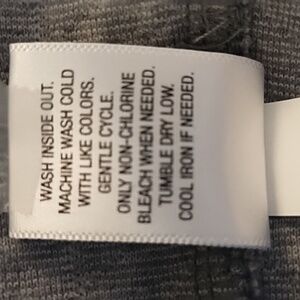 WASH INSIDE OUT.
MACHINE WASH COLD
WITH LIKE COLORS.
GENTLE CYCLE.
ONLY NON-CHLORINE
BLEACH WHEN NEEDED.
TUMBLE DRY LOW.
COOL IRON IF NEEDED.